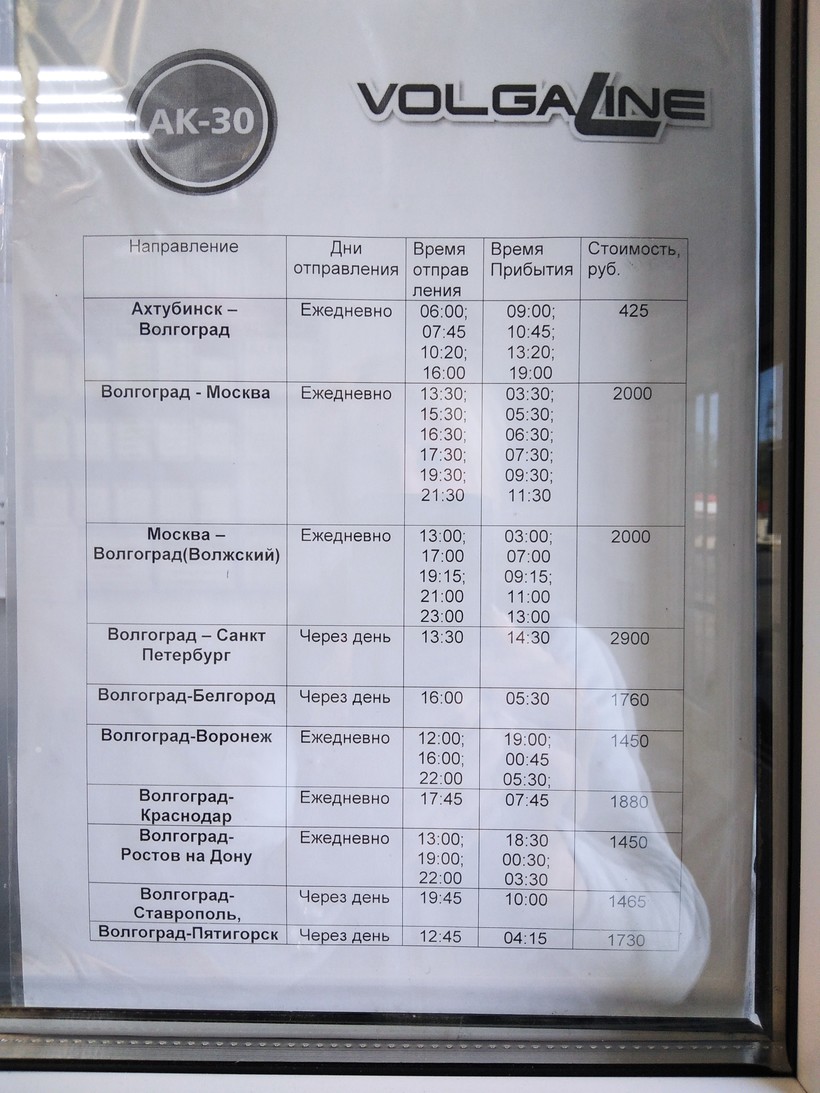 АК-30
VOLGALINE
Направление
Дни
отправления
Время
отправ
ления
Время
Прибытия
Стоимость,
руб.
Ахтубинск –
Волгоград
Ежедневно
06:00;
07:45
10:20;
16:00
09:00;
10:45;
13:20;
19:00
425
Волгоград - Москва
Ежедневно
13:30;
15:30;
16:30;
17:30;
19:30;
21:30
03:30;
05:30;
06:30;
07:30;
09:30;
11:30
2000
Москва –
Волгоград(Волжский)
Ежедневно
13:00;
17:00
19:15;
21:00
23:00
03:00;
07:00
09:15;
11:00
13:00
2000
Волгоград – Санкт
Петербург
Через день
13:30
14:30
2900
Волгоград-Белгород
Через день
16:00
05:30
1760
Волгоград-Воронеж
Ежедневно
12:00;
16:00;
22:00
19:00;
00:45
05:30;
1450
Волгоград-
Краснодар
Ежедневно
17:45
07:45
1880
Волгоград-
Ростов на Дону
Ежедневно
13:00;
19:00;
22:00
18:30
00:30;
03:30
1450
Волгоград-
Ставрополь,
Через день
19:45
10:00
1465
Волгоград-Пятигорск
Через день
12:45
04:15
1730